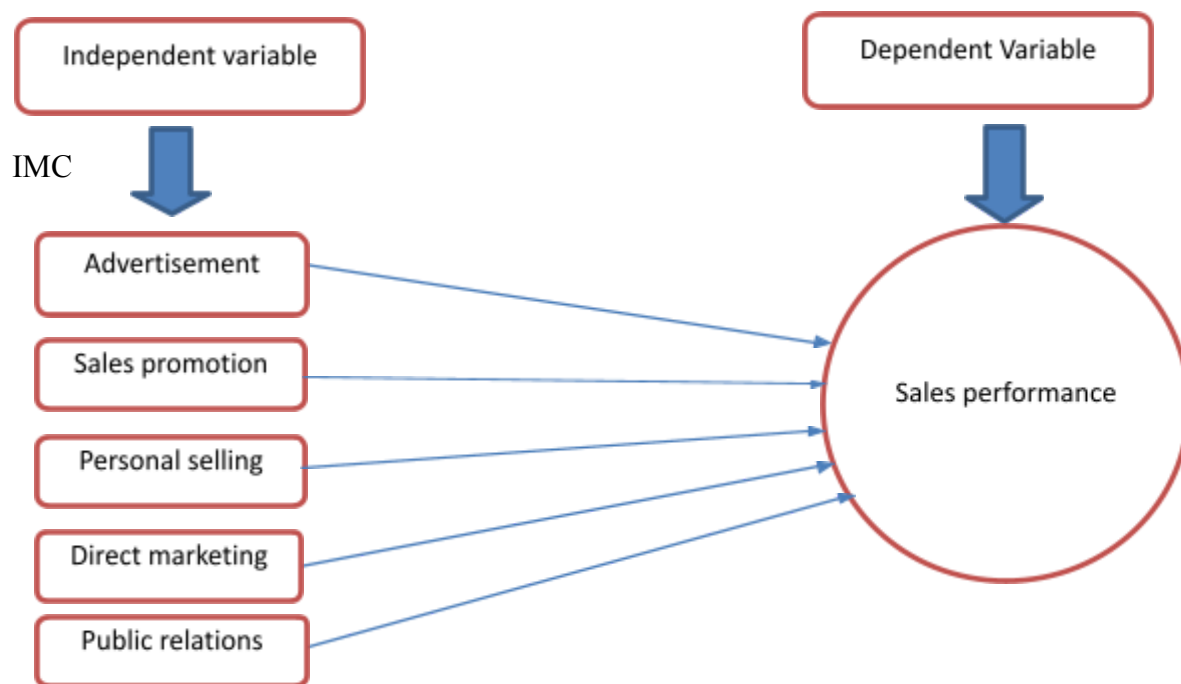 Independent variable
Dependent Variable
IMC
Advertisement
Sales promotion
Personal selling
Direct marketing
Public relations
Sales performance